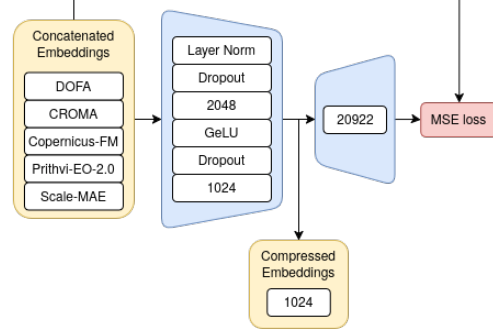 Concatenated
Embeddings
DOFA
CROMA
Copernicus-FM
Prithvi-EO-2.0
Scale-MAE
Layer Norm
Dropout
2048
GeLU
Dropout
1024
20922
MSE loss
Compressed
Embeddings
1024